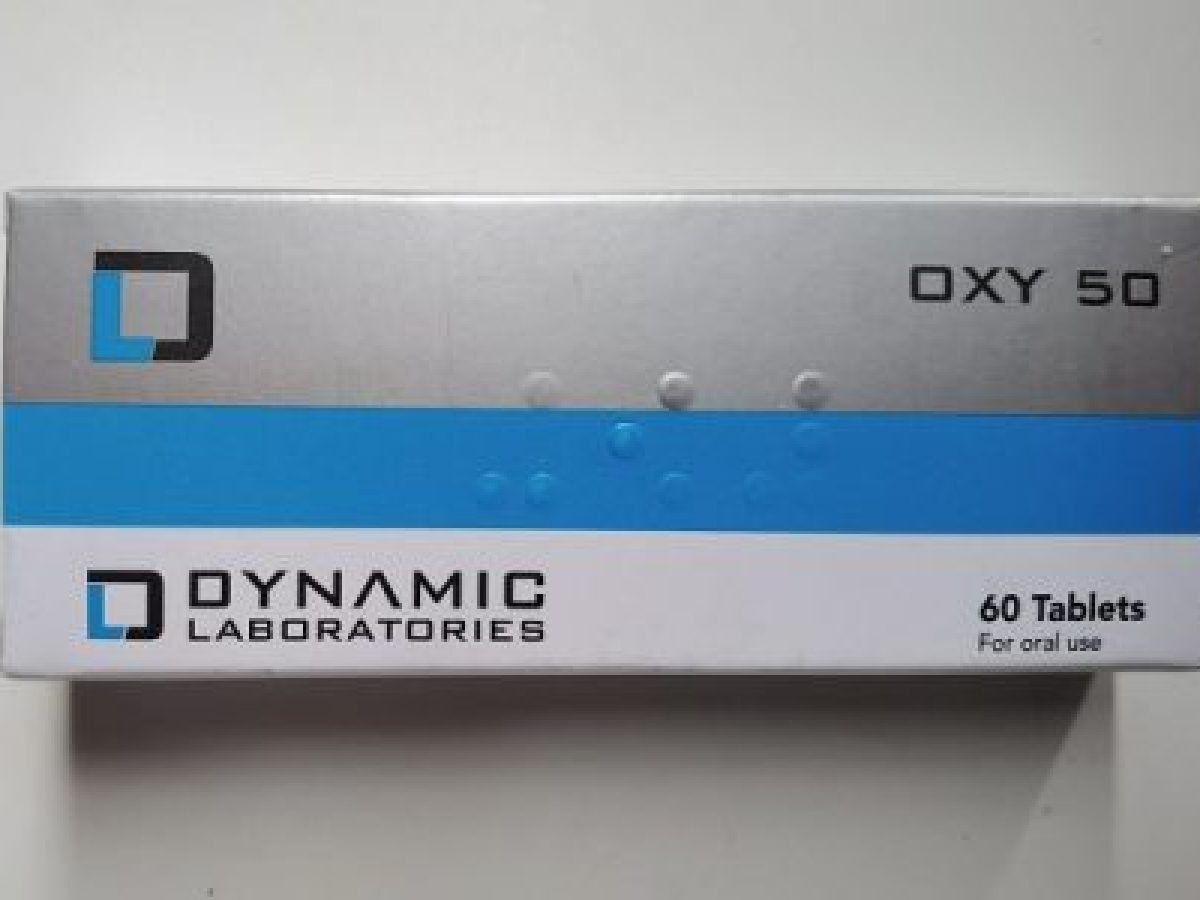 OXY 50
DYNAMIC
LABORATORIES
60 Tablets
For oral use